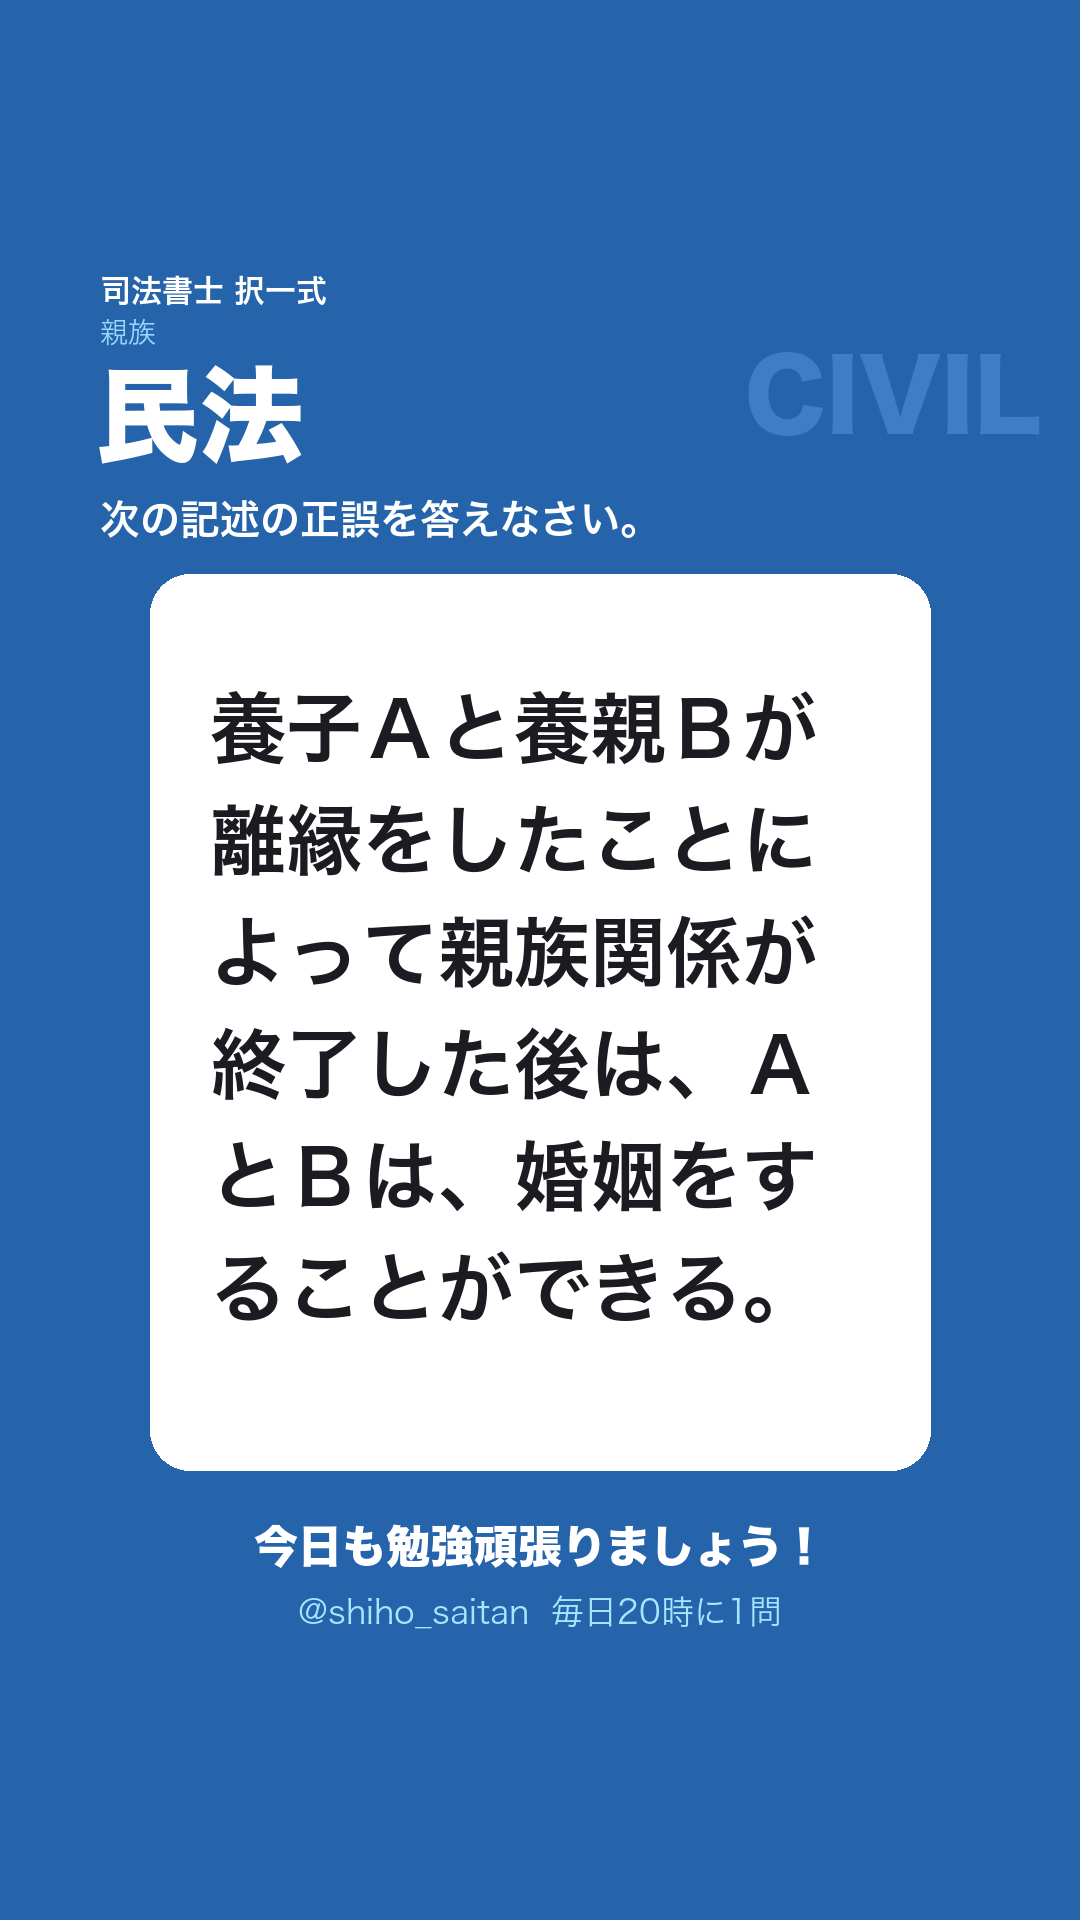 司法書士 択一式
親族
民法
CIVIL
次の記述の正誤を答えなさい。
養子Ａと養親Ｂが
離縁をしたことに
よって親族関係が
終了した後は、Ａ
とＢは、婚姻をす
ることができる。
今日も勉強頑張りましょう！
@shiho_saitan 毎日20時に1問